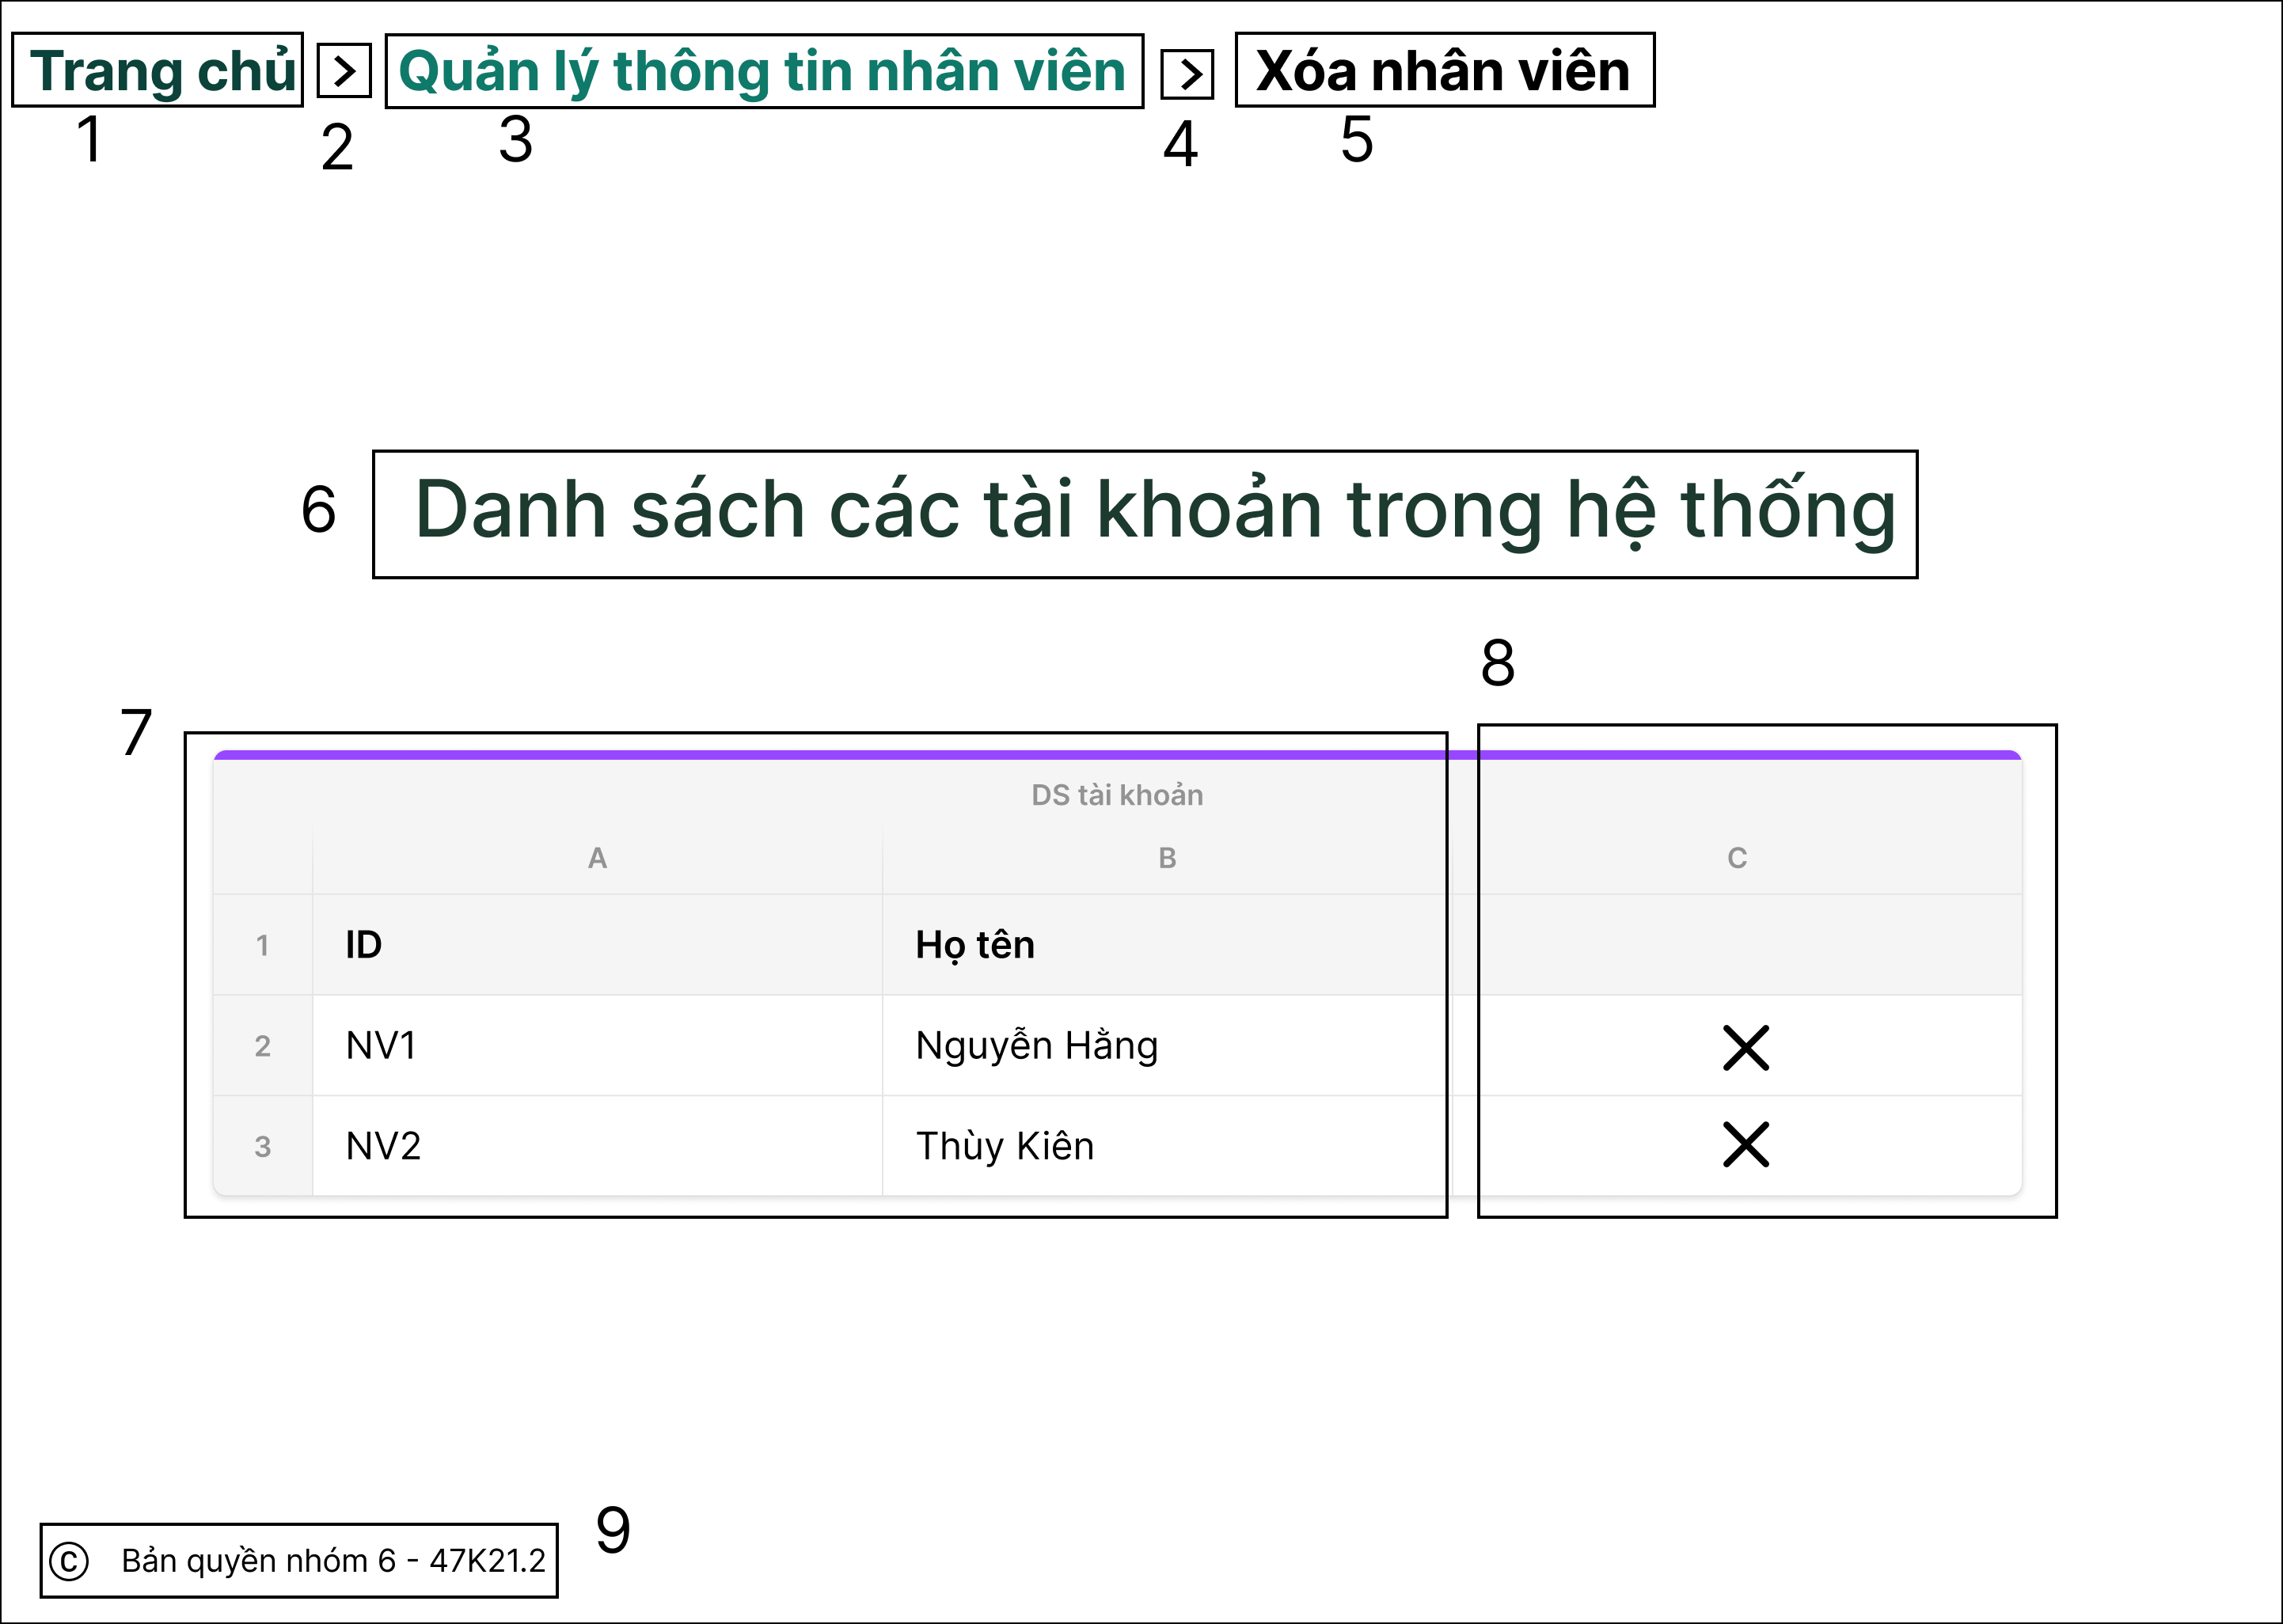 Trang chủ > Quản lý thông tin nhân viên > Xóa nhân viên
1 2 3 4 5
6 Danh sách các tài khoản trong hệ thống
8
7
DS tài khoản
A B C
1 ID Họ tên
2 NV1 Nguyễn Hằng
3 NV2 Thùy Kiên
9
© Bản quyền nhóm 6 - 47K21.2